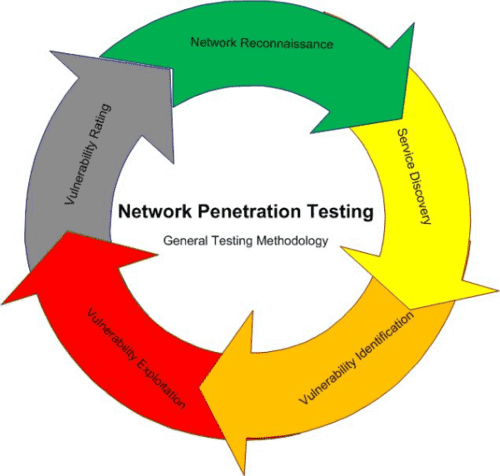 Network Reconnaissance
Service Discovery
Vulnerability Identification
Vulnerability Exploitation
Vulnerability Rating
Network Penetration Testing
General Testing Methodology